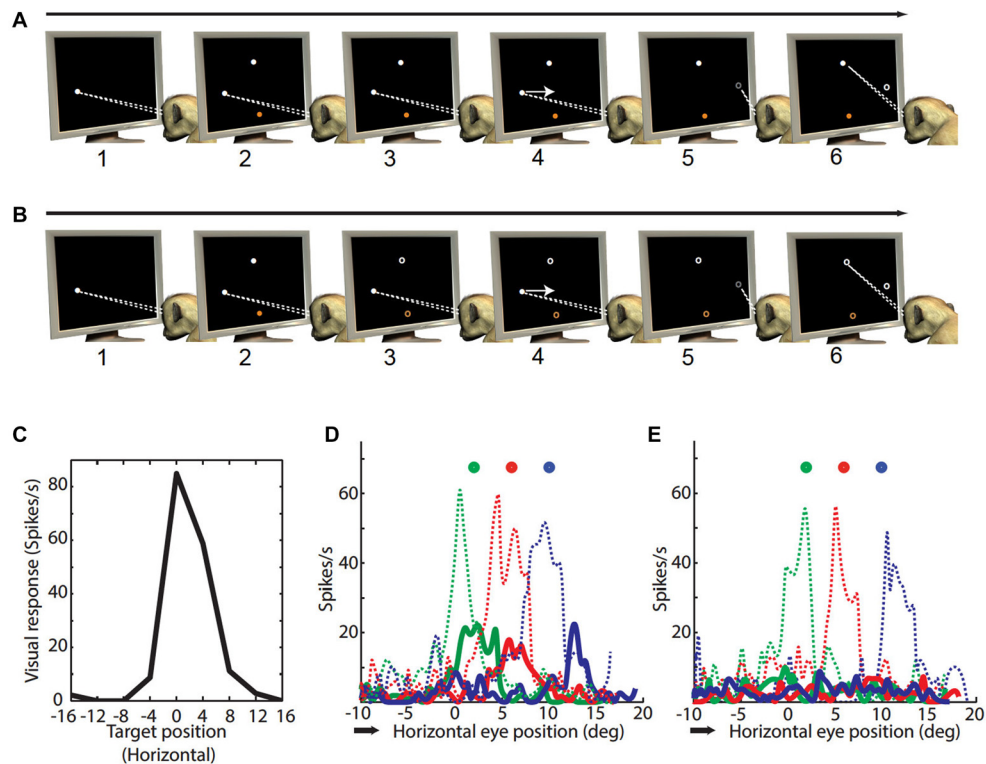 A
1 2 3 4 5 6
B
1 2 3 4 5 6
C
Visual response (Spikes/s)
80
60
40
20
0
-16 -12 -8 -4 0 4 8 12 16
Target position
(Horizontal)
D
Spikes/s
60
40
20
-10 -5 0 5 10 15 20
Horizontal eye position (deg)
E
Spikes/s
60
40
20
-10 -5 0 5 10 15 20
Horizontal eye position (deg)